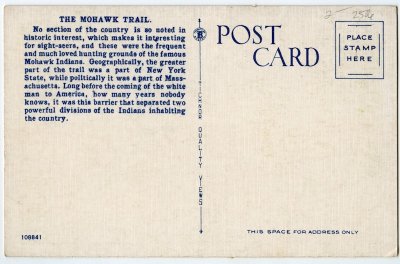 THE MOHAWK TRAIL.
No section of the country is so noted in
historic interest, which makes it interesting
for sight-seers, and these were the frequent
and much loved hunting grounds of the famous
Mohawk Indians. Geographically, the greater
part of the trail was a part of New York
State, while politically it was a part of Mass-
achusetts. Long before the coming of the white
man to America, how many years nobody
knows, it was this barrier that separated two
powerful divisions of the Indians inhabiting
the country.
108841
QUALITY VIEWS
POST
CARD
PLACE
STAMP
HERE
THIS SPACE FOR ADDRESS ONLY